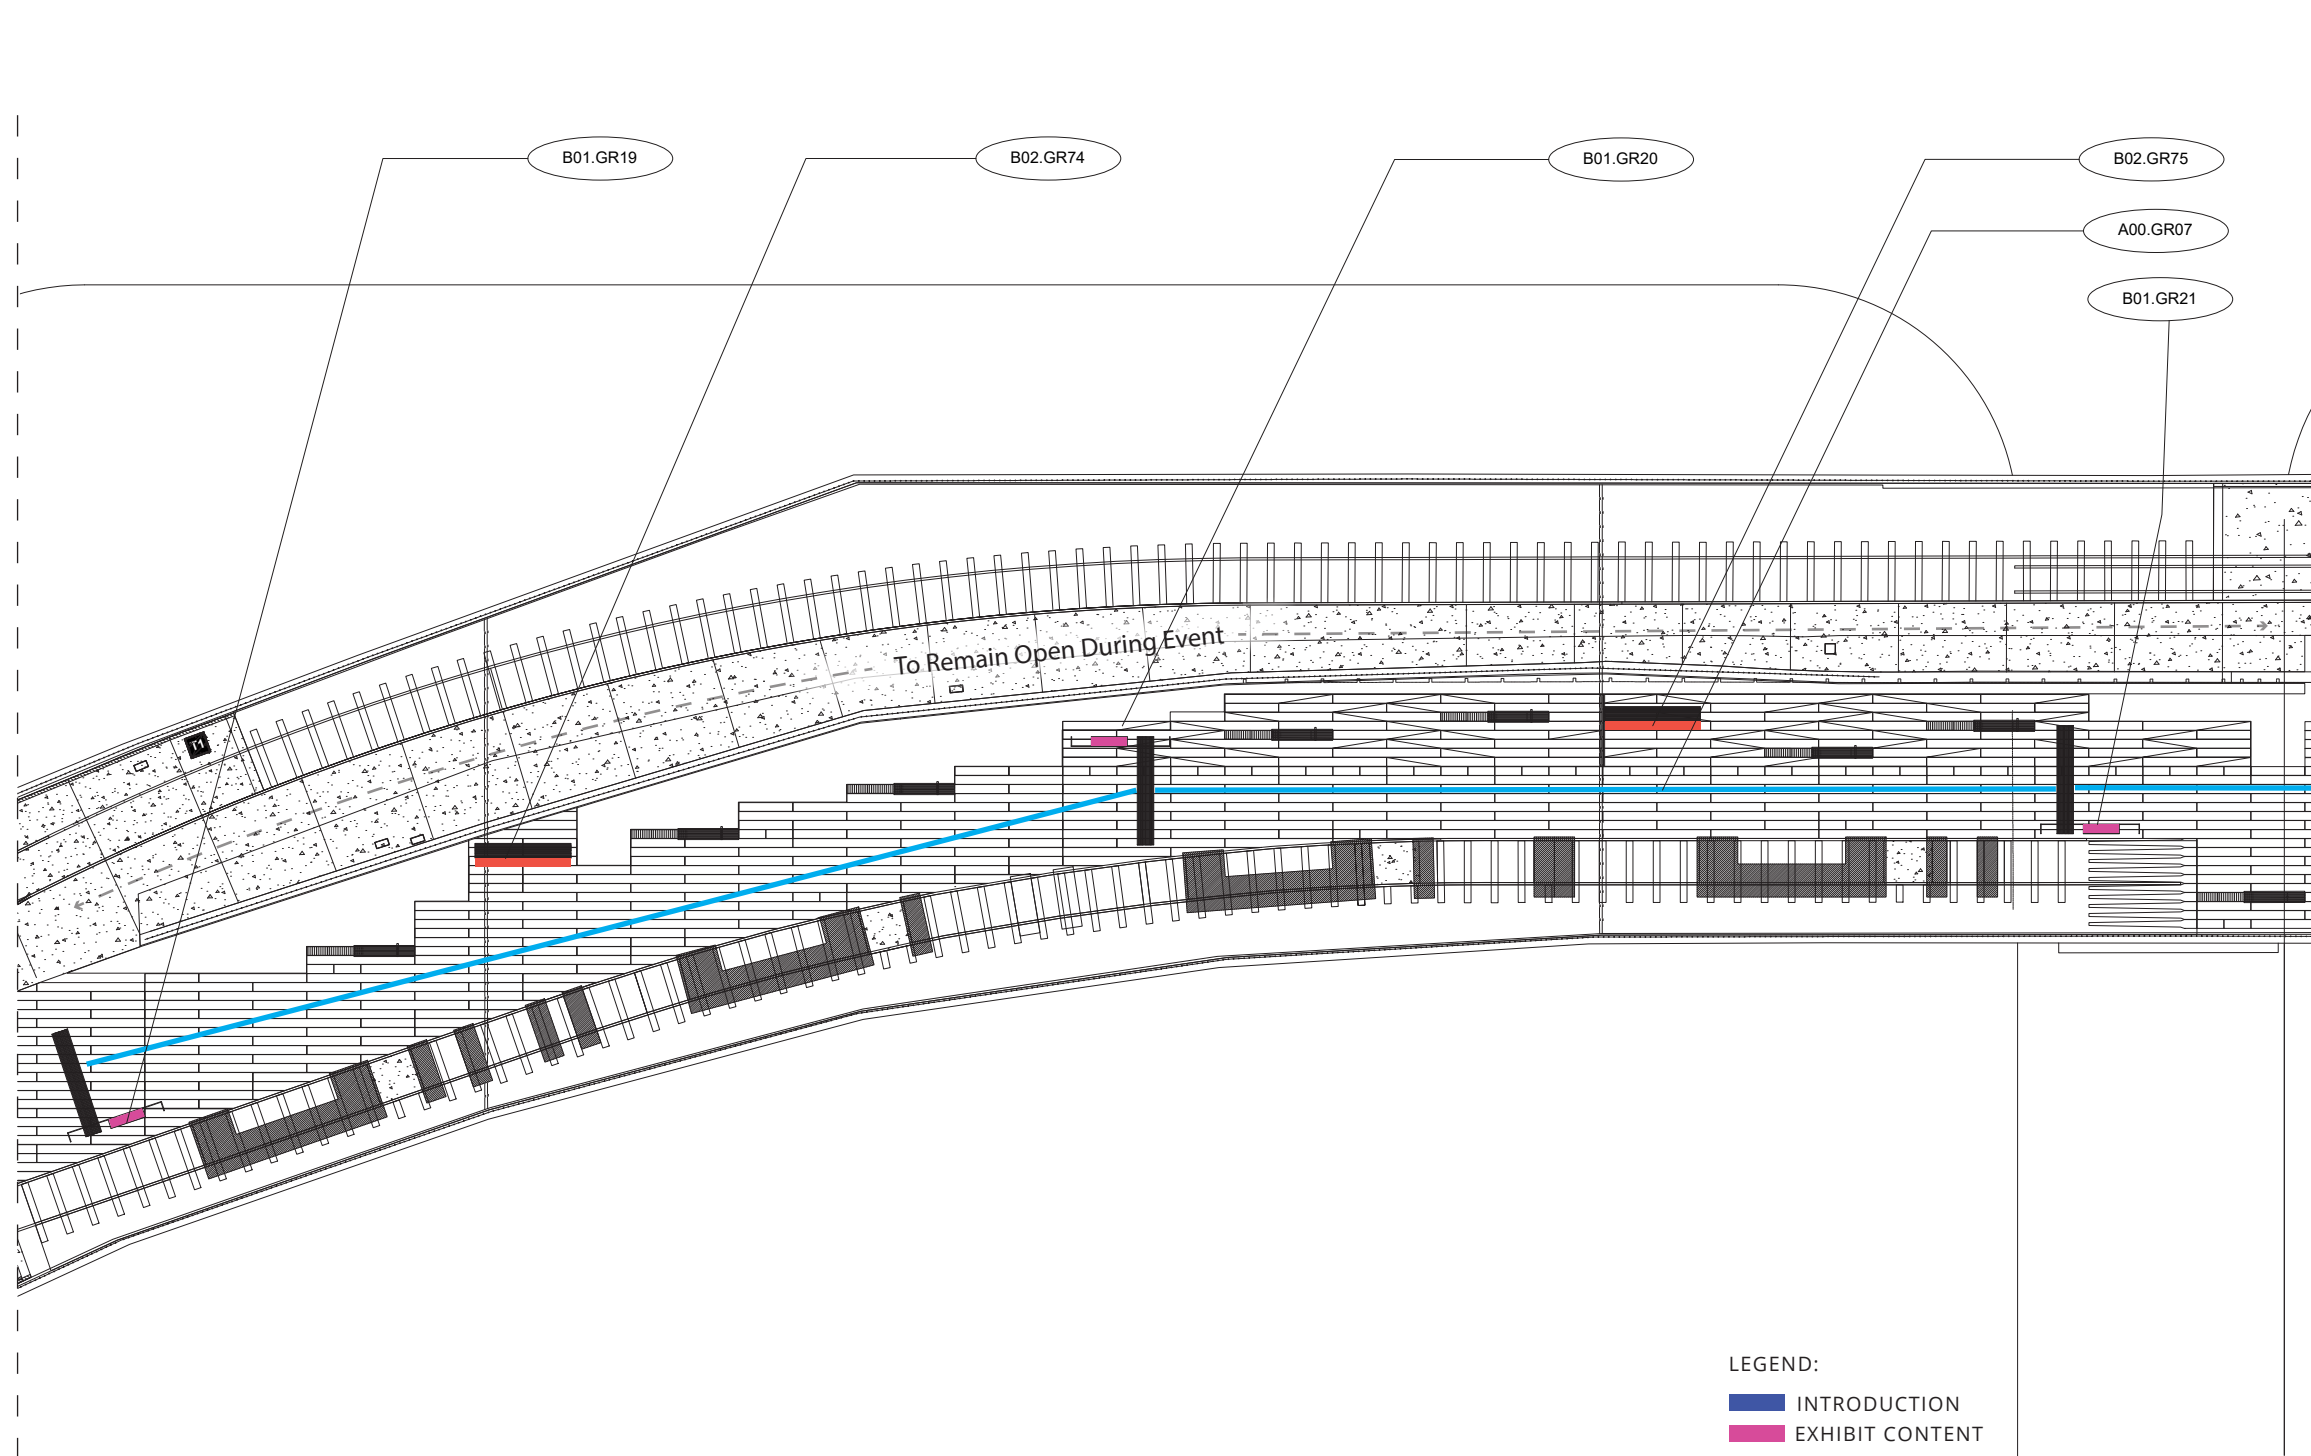 B01.GR19
B02.GR74
B01.GR20
B02.GR75
A00.GR07
B01.GR21
To Remain Open During Event
LEGEND:
INTRODUCTION
EXHIBIT CONTENT